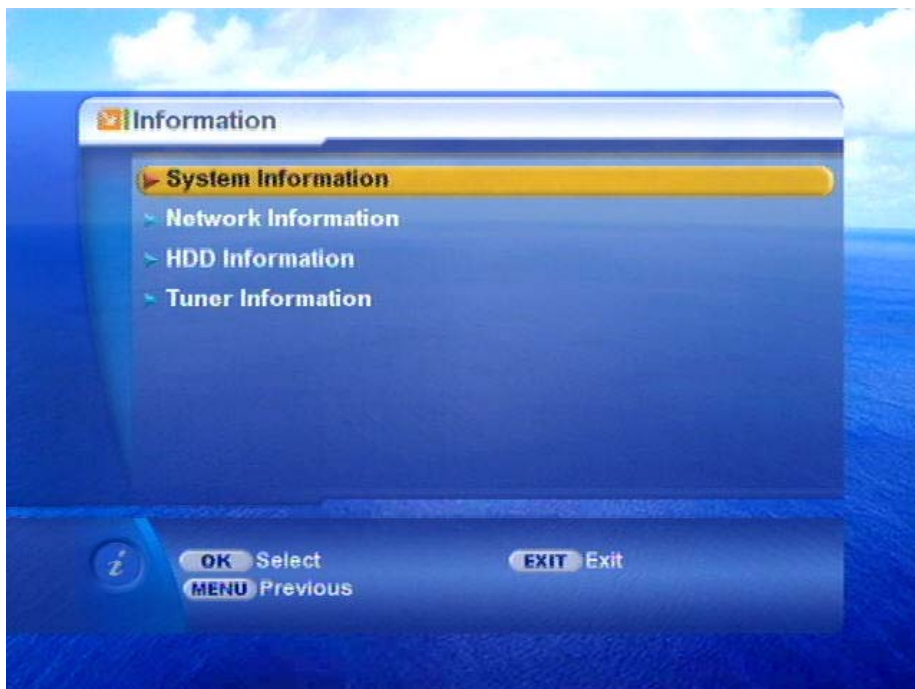 Information
System Information
Network Information
HDD Information
Tuner Information
i
OK Select
EXIT Exit
MENU Previous